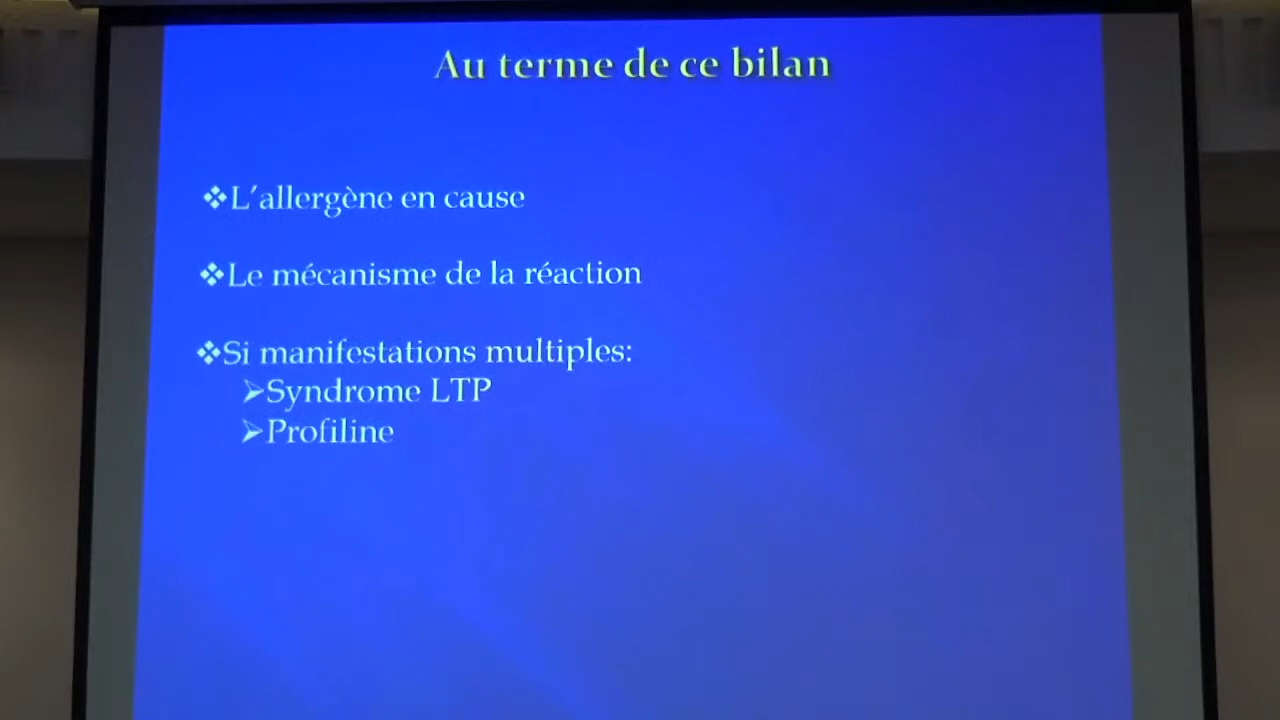 Au terme de ce bilan
❖L'allergène en cause
❖Le mécanisme de la réaction
❖Si manifestations multiples:
➢Syndrome LTP
➢Profiline